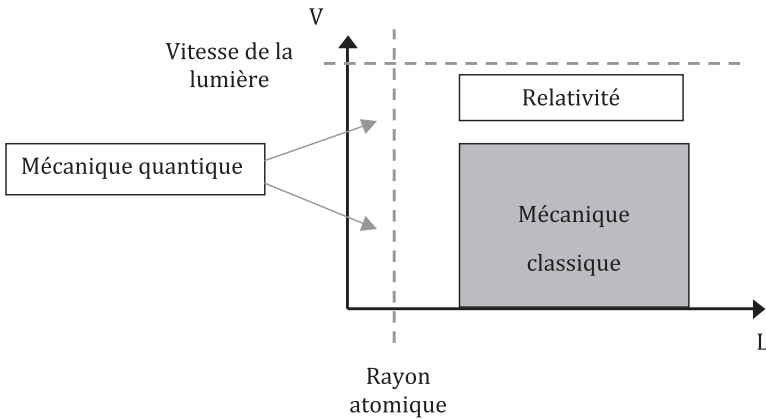 V
Vitesse de la
lumière
Relativité
Mécanique quantique
Mécanique
classique
L
Rayon
atomique